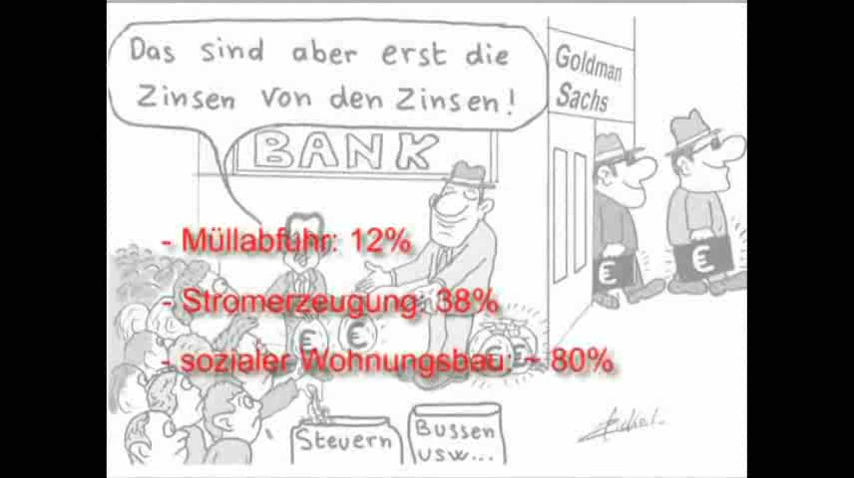 Das sind aber erst die
Zinsen von den Zinsen!
Goldman
Sachs
BANK
- Müllabfuhr: 12%
€
€
- Stromerzeugung: 38%
€ €
€ €
- sozialer Wohnungsbau: ~ 80%
Steuern
Bussen
usw...